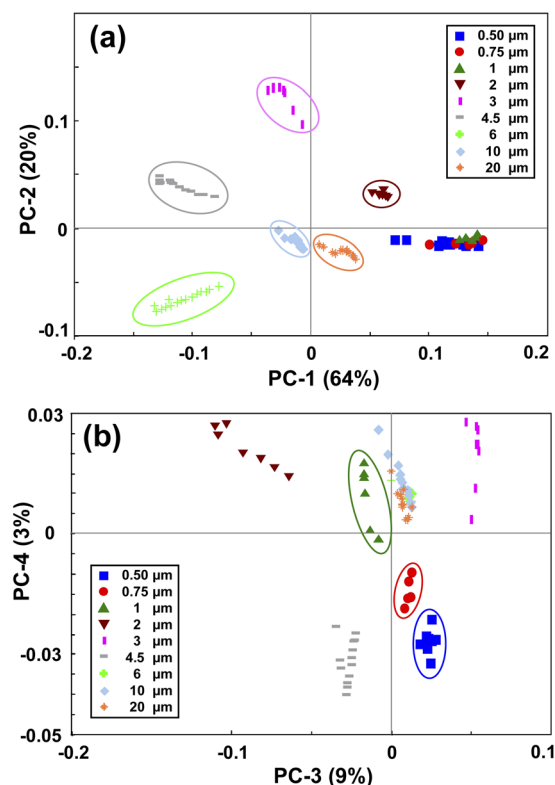 (a)
0.50 µm
0.75 µm
1 µm
2 µm
3 µm
4.5 µm
6 µm
10 µm
20 µm
PC-2 (20%)
0.1
0
-0.1
-0.2
-0.1
0
0.1
0.2
PC-1 (64%)
(b)
0.03
0
-0.03
-0.05
PC-4 (3%)
0.50 µm
0.75 µm
1 µm
2 µm
3 µm
4.5 µm
6 µm
10 µm
20 µm
-0.2
-0.1
0
0.1
PC-3 (9%)